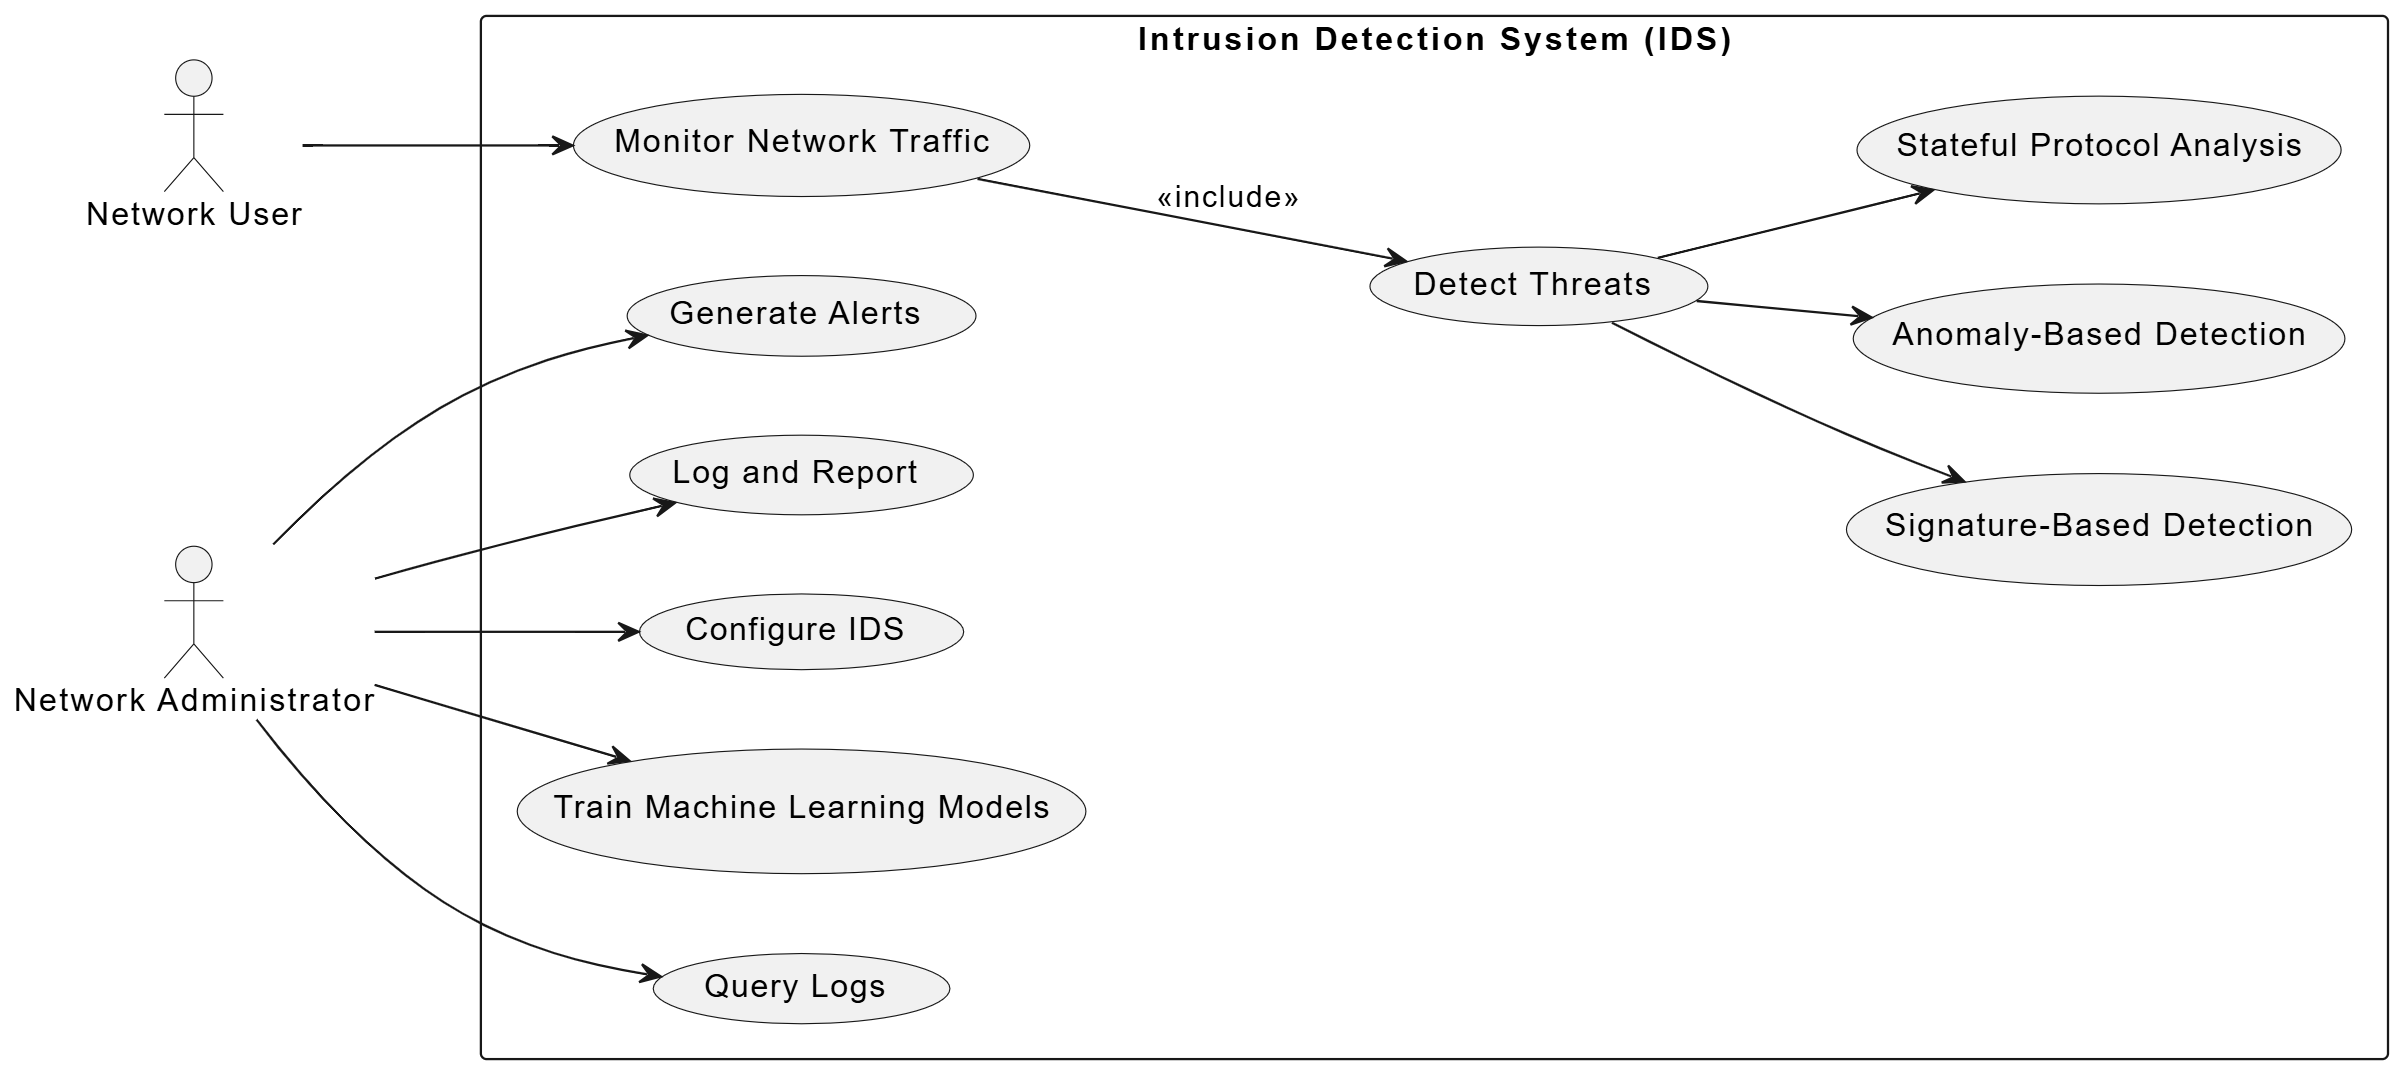 Intrusion Detection System (IDS)
Network User
Monitor Network Traffic
«include»
Stateful Protocol Analysis
Generate Alerts
Detect Threats
Anomaly-Based Detection
Log and Report
Signature-Based Detection
Configure IDS
Network Administrator
Train Machine Learning Models
Query Logs